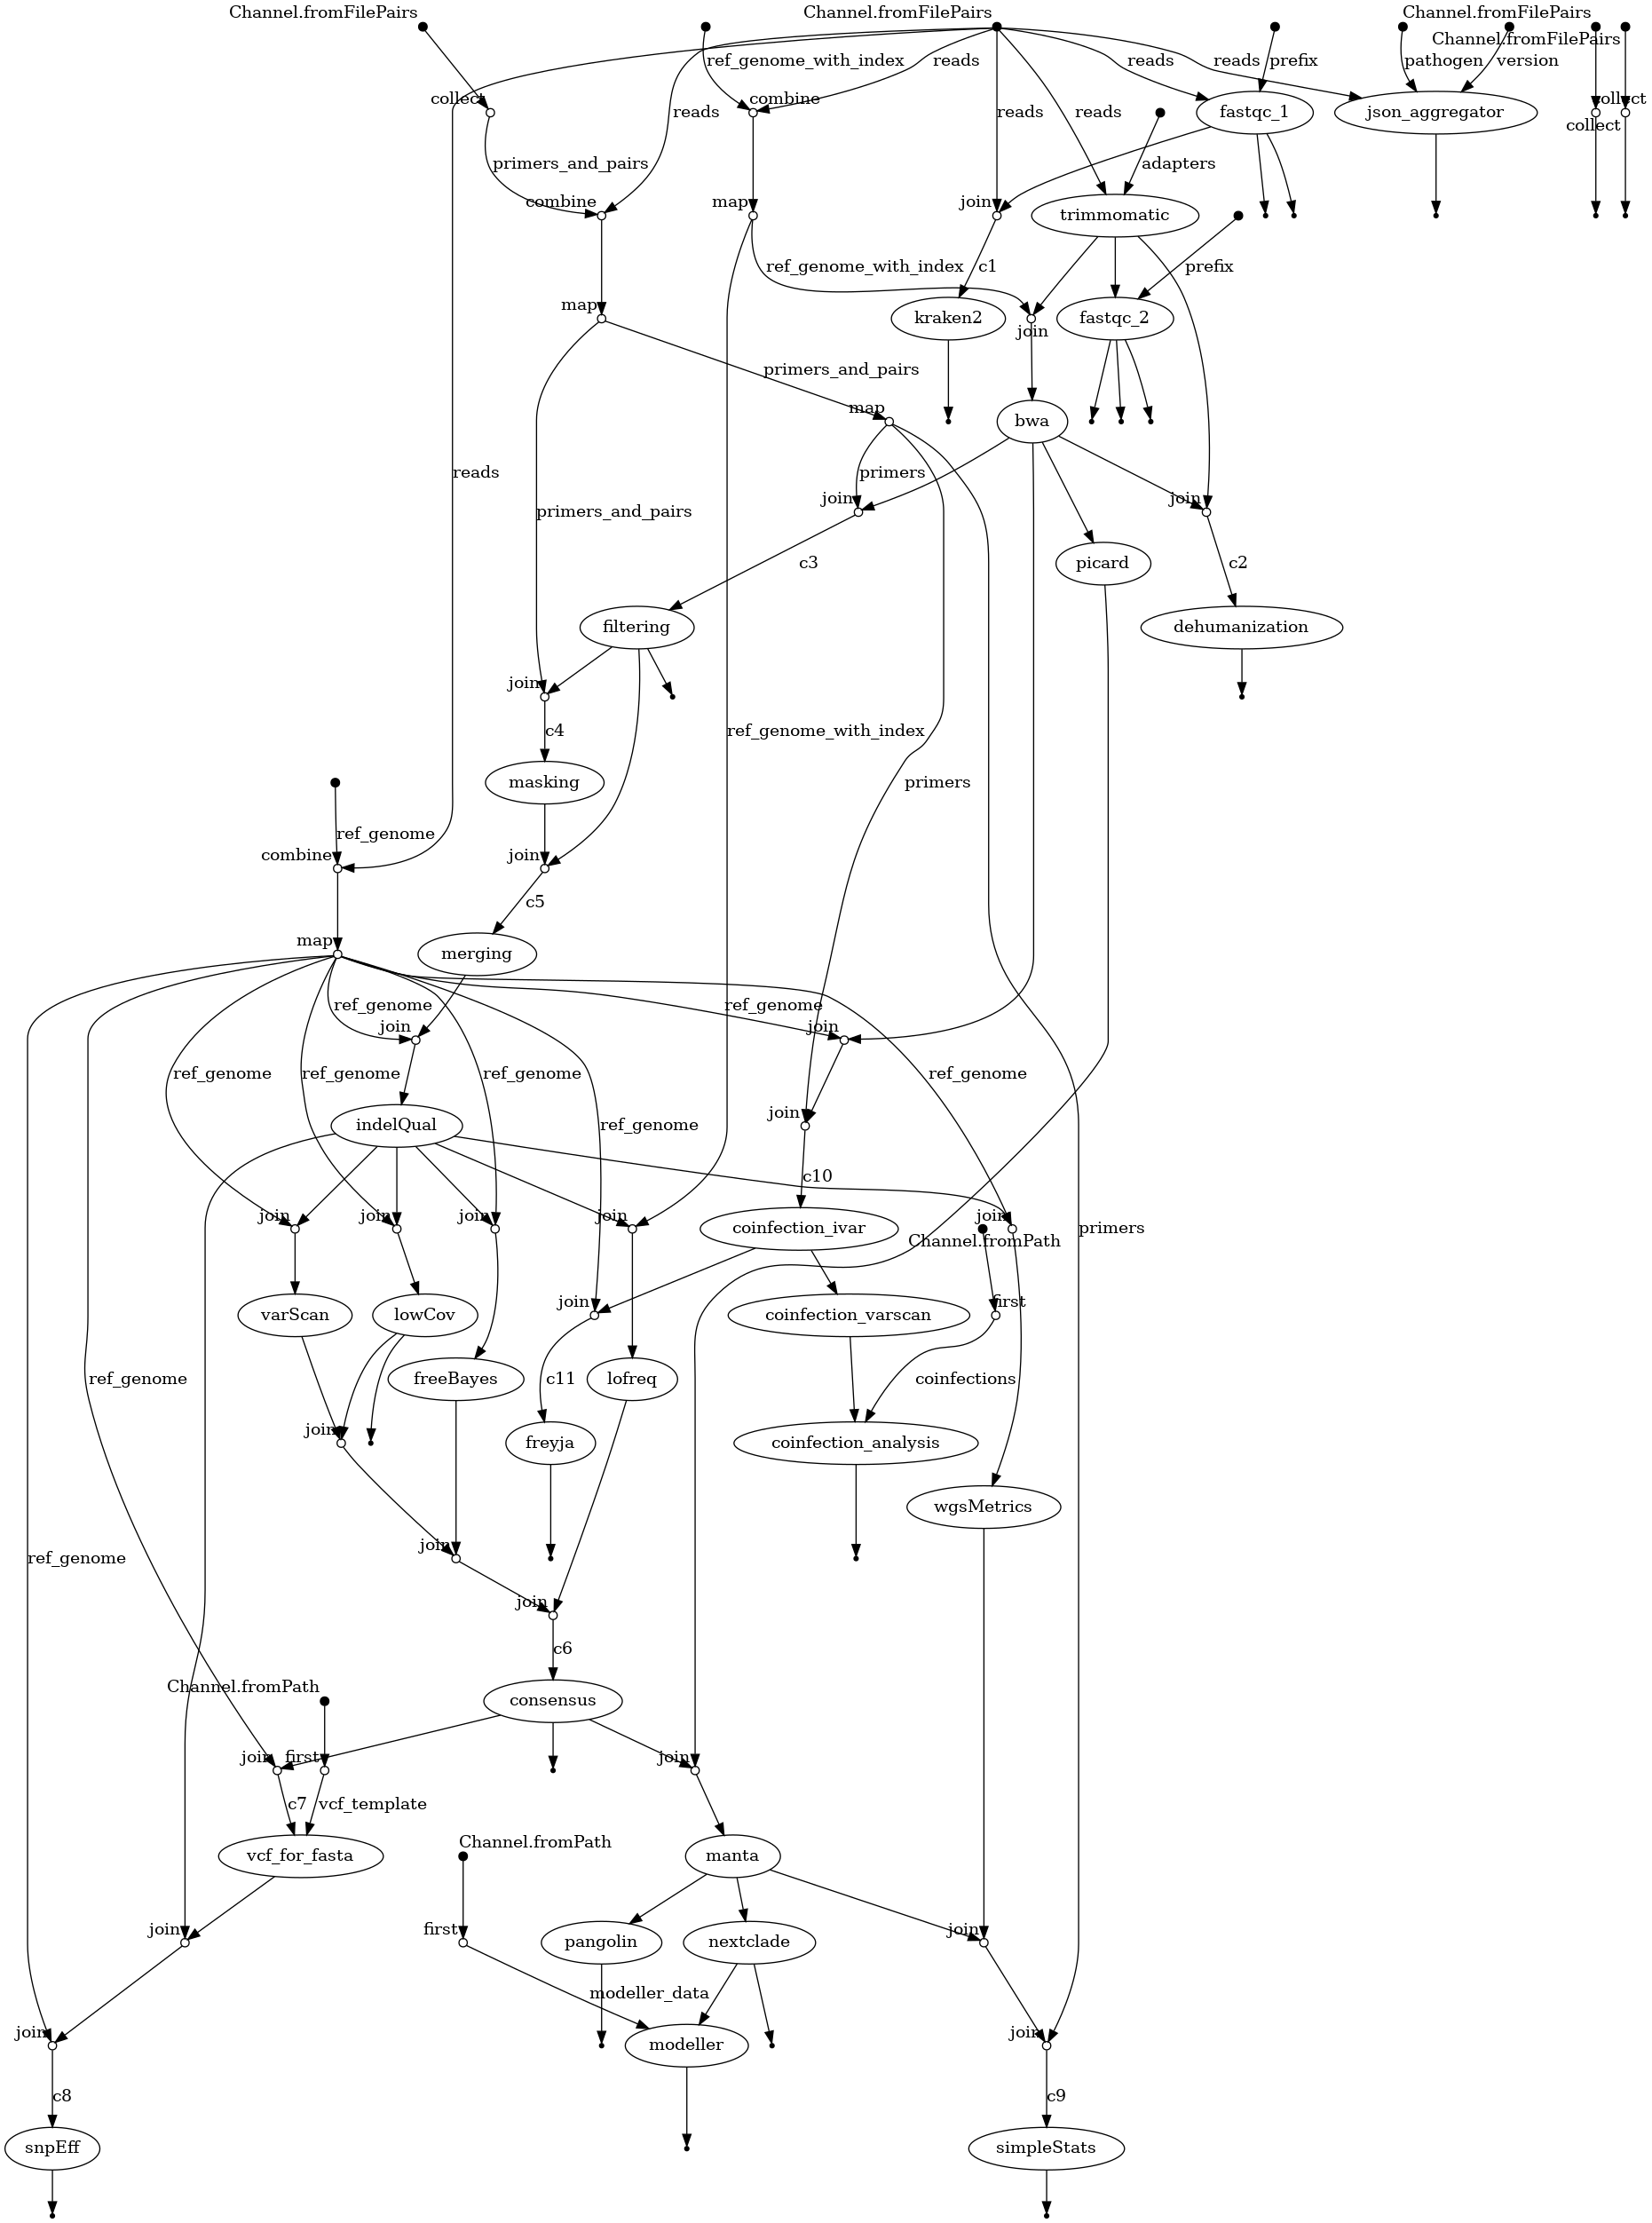 Channel.fromFilePairs
Channel.fromFilePairs
Channel.fromFilePairs
Channel.fromFilePairs
ref_genome_with_index
reads
reads
reads
prefix
pathogen
version
collect
combine
reads
reads
reads
fastqc_1
json_aggregator
collect
collect
primers_and_pairs
adapters
combine
map
join
trimmomatic
ref_genome_with_index
c1
prefix
map
kraken2
join
fastqc_2
primers_and_pairs
map
bwa
reads
primers
join
join
primers_and_pairs
c3
picard
c2
filtering
dehumanization
join
c4
ref_genome_with_index
masking
primers
ref_genome
combine
join
c5
map
merging
ref_genome
ref_genome
join
join
ref_genome
ref_genome
ref_genome
ref_genome
join
indelQual
ref_genome
c10
join
join
join
join
coinfection_ivar
join
primers
Channel.fromPath
join
first
varScan
lowCov
coinfection_varscan
ref_genome
freeBayes
c11
lofreq
coinfections
join
freyja
coinfection_analysis
wgsMetrics
join
ref_genome
join
c6
Channel.fromPath
consensus
join
first
join
c7
vcf_template
Channel.fromPath
vcf_for_fasta
manta
join
first
pangolin
nextclade
join
modeller_data
join
modeller
join
c8
c9
snpEff
simpleStats